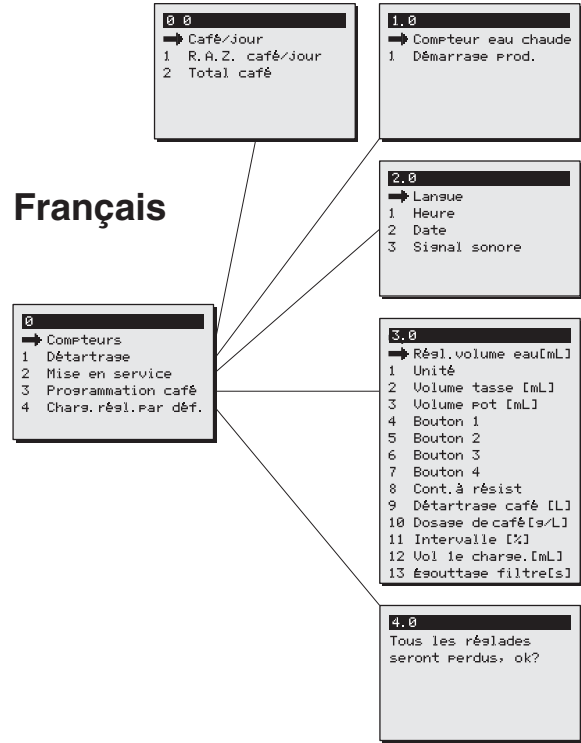 0 0
Café/jour
1 R.A.Z. café/jour
2 Total café
1.0
Compteur eau chaude
1 Démarrage prod.
Français
2.0
Langue
1 Heure
2 Date
3 Signal sonore
0
Compteurs
1 Détartrage
2 Mise en service
3 Programmation café
4 Charg.régl.par déf.
3.0
Régl.volume eau[mL]
1 Unité
2 Volume tasse [mL]
3 Volume pot [mL]
4 Bouton 1
5 Bouton 2
6 Bouton 3
7 Bouton 4
8 Cont.à résist
9 Détartrage café [L]
10 Dosage de café[g/L]
11 Intervalle [%]
12 Vol 1e charge.[mL]
13 Égouttage filtre[s]
4.0
Tous les réglades
seront perdus, ok?